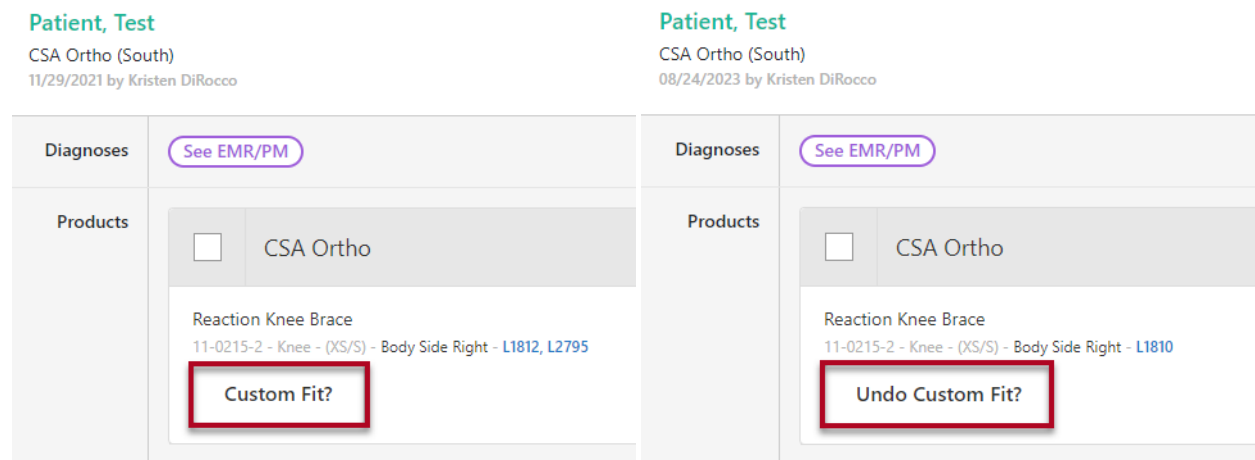 Patient, Test
CSA Ortho (South)
11/29/2021 by Kristen DiRocco
Diagnoses
See EMR/PM
Products
CSA Ortho
Reaction Knee Brace
11-0215-2 - Knee - (XS/S) - Body Side Right - L1812, L2795
Custom Fit?
Patient, Test
CSA Ortho (South)
08/24/2023 by Kristen DiRocco
Diagnoses
See EMR/PM
Products
CSA Ortho
Reaction Knee Brace
11-0215-2 - Knee - (XS/S) - Body Side Right - L1810
Undo Custom Fit?